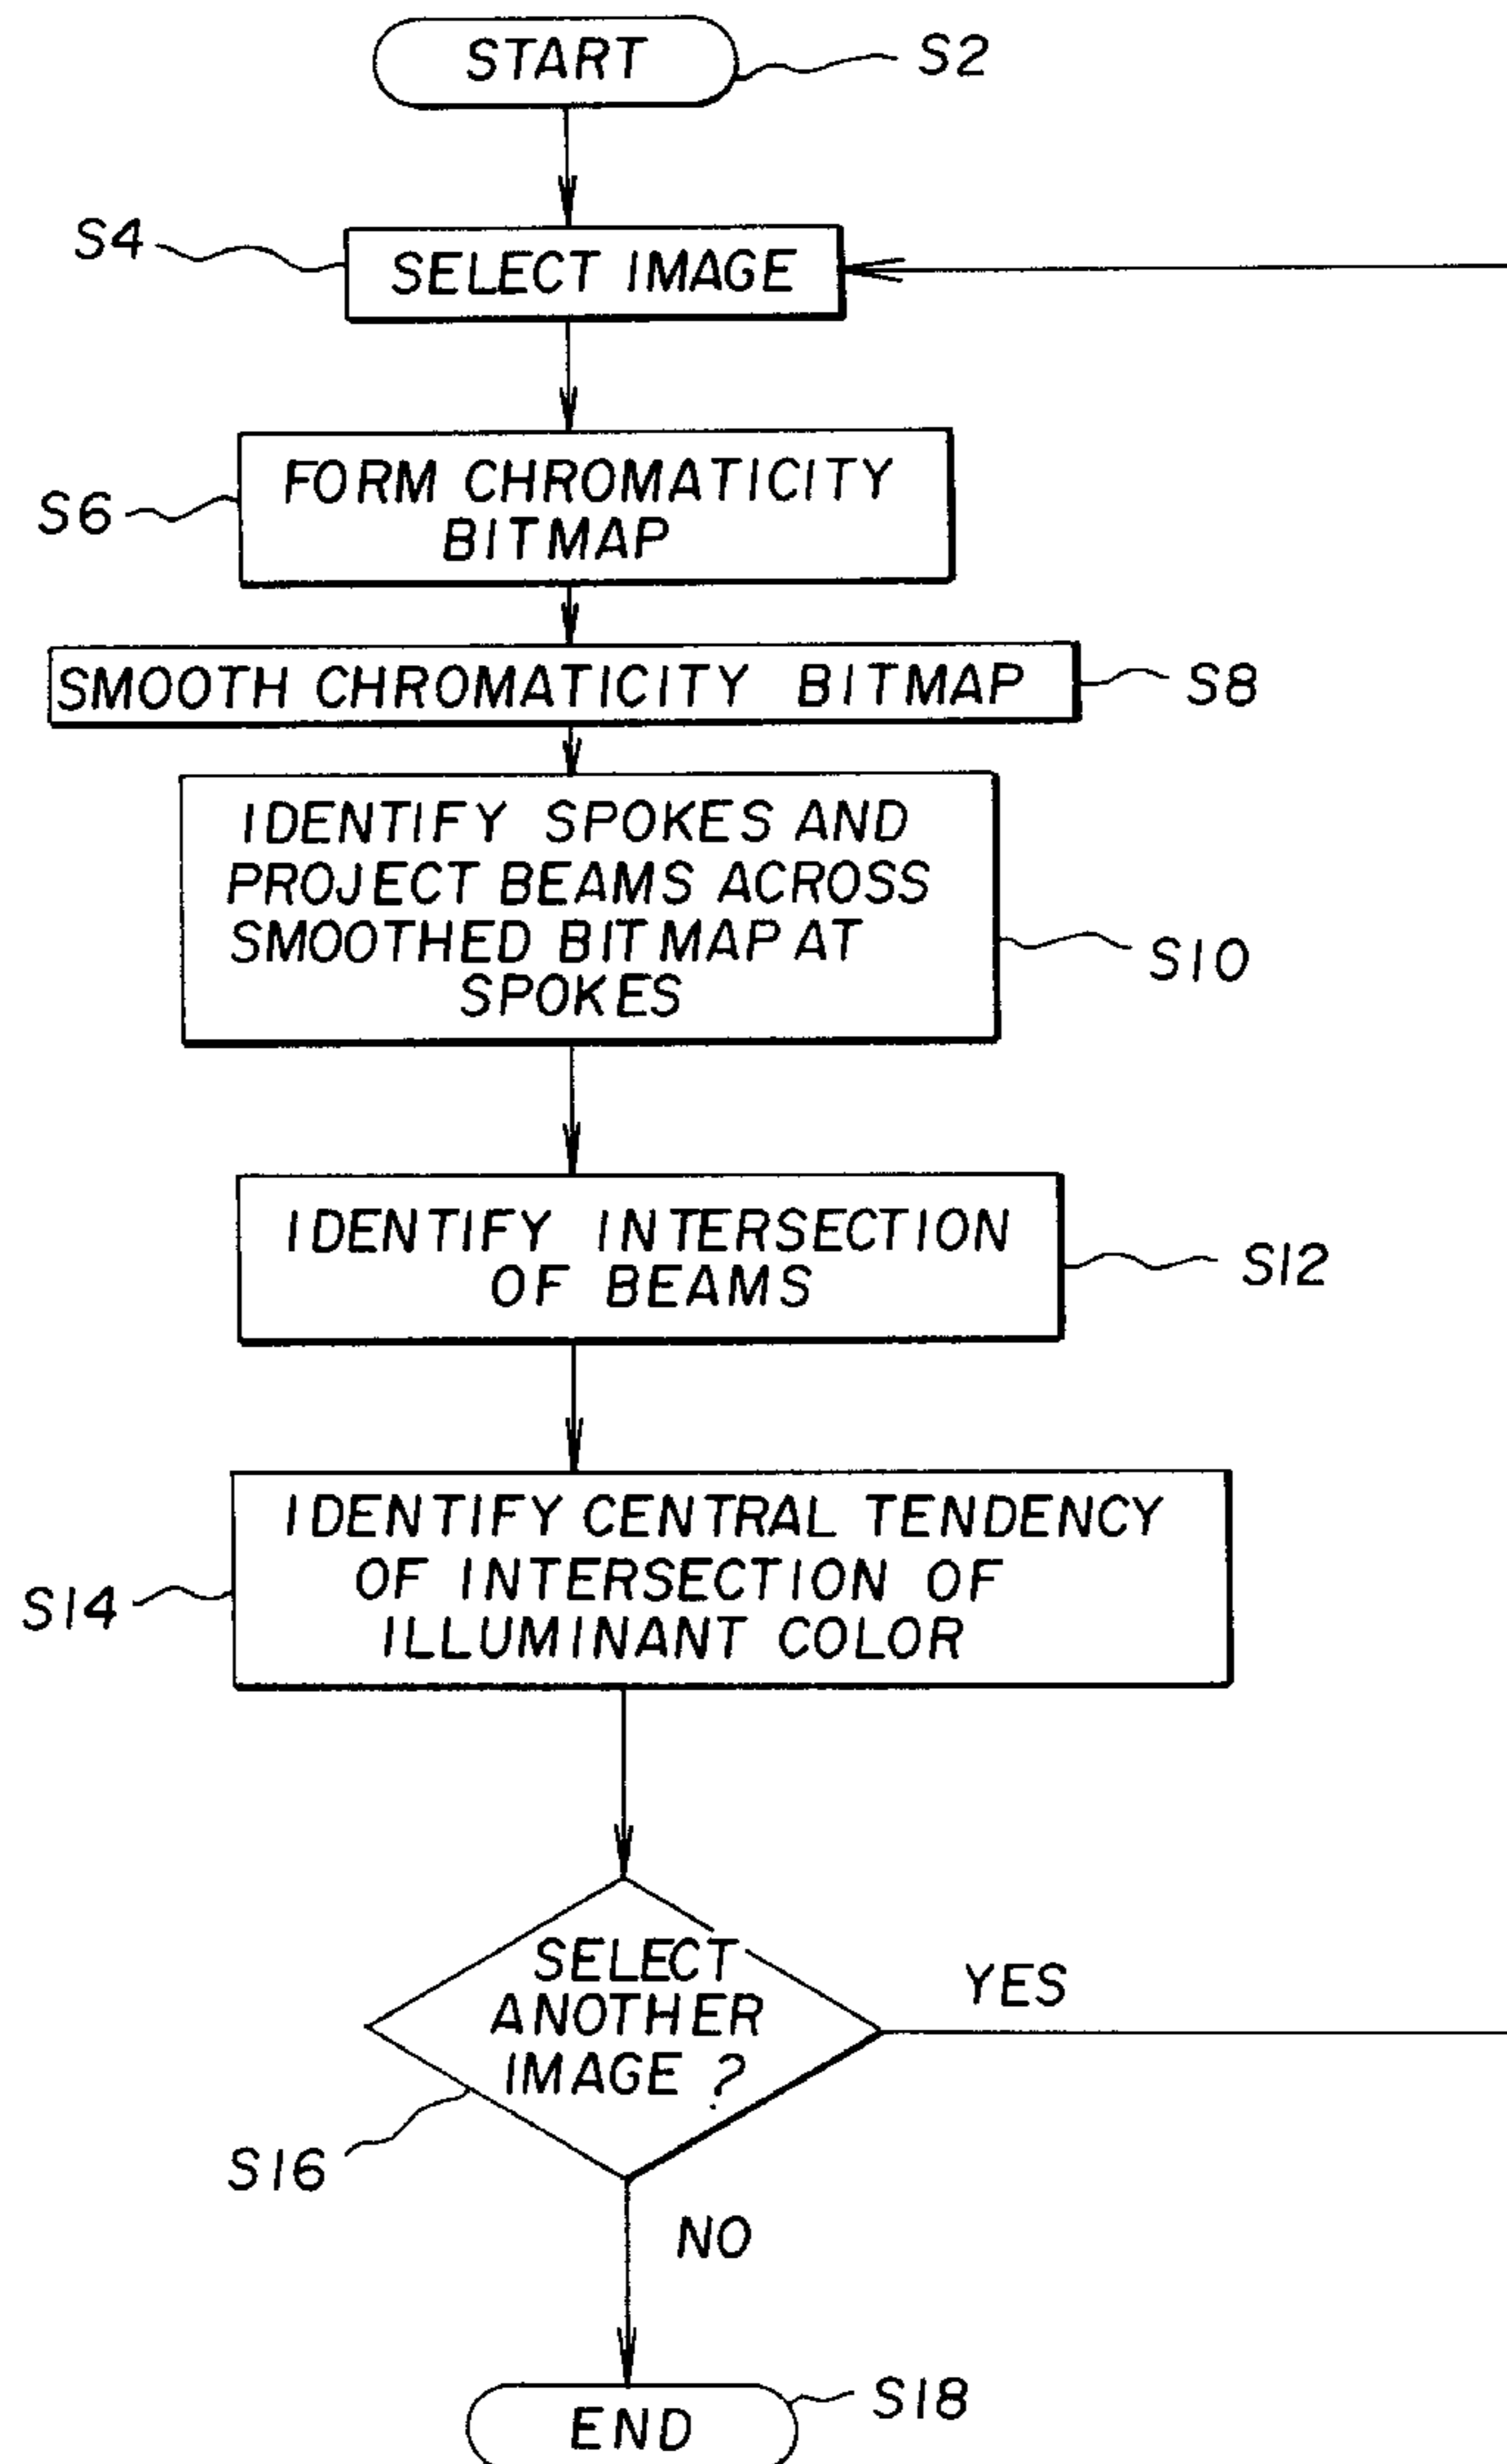 START
S2
S4
SELECT IMAGE
FORM CHROMATICITY
BITMAP
S6
SMOOTH CHROMATICITY BITMAP
S8
IDENTIFY SPOKES AND
PROJECT BEAMS ACROSS
SMOOTHED BITMAP AT
SPOKES
S10
IDENTIFY INTERSECTION
OF BEAMS
S12
IDENTIFY CENTRAL TENDENCY
OF INTERSECTION OF
ILLUMINANT COLOR
S14
SELECT
ANOTHER
IMAGE ?
YES
S16
NO
END
S18